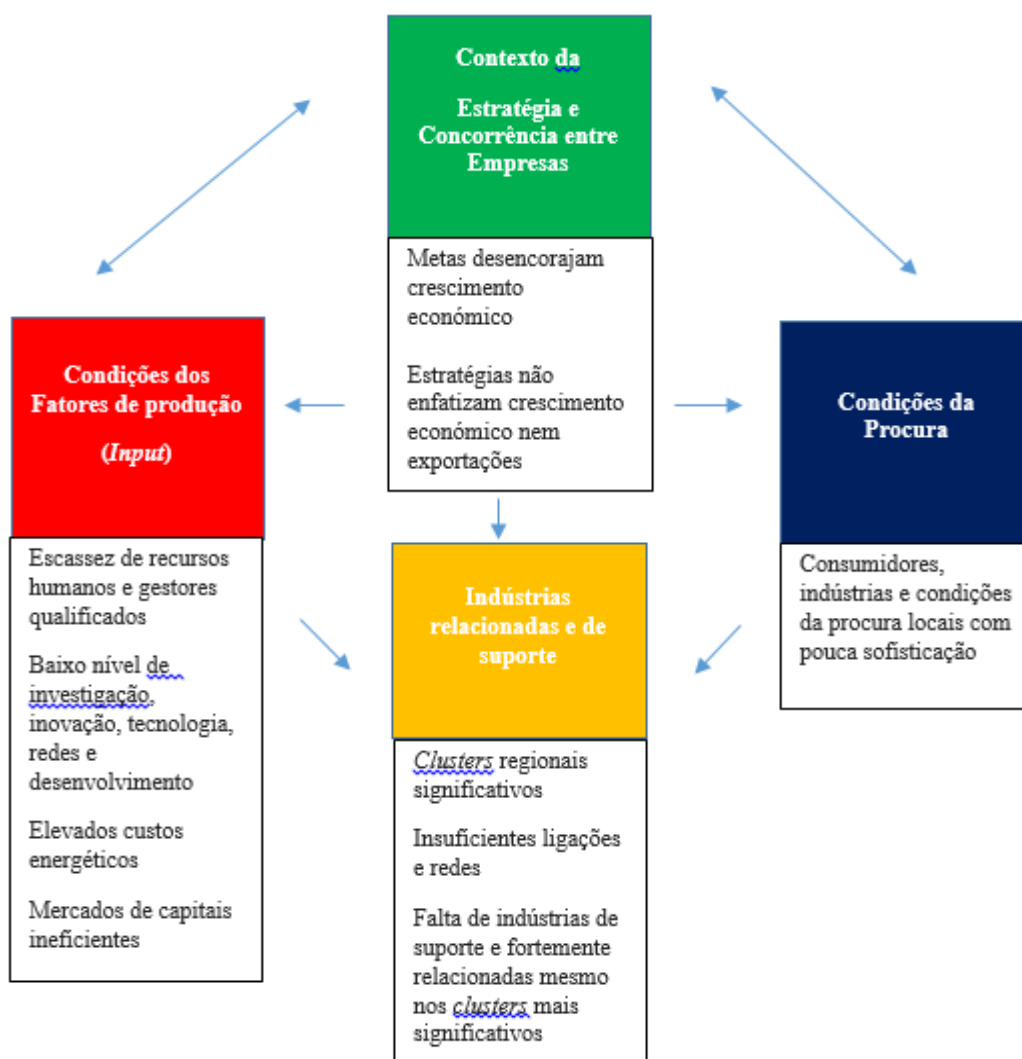 Contexto da
Estratégia e
Concorrência entre
Empresas
Metas desencorajam
crescimento
económico
Estratégias não
enfatizam crescimento
económico nem
exportações
Condições dos
Fatores de produção
(Input)
Escassez de recursos
humanos e gestores
qualificados
Baixo nível de
investigação,
inovação, tecnologia,
redes e
desenvolvimento
Elevados custos
energéticos
Mercados de capitais
ineficientes
Condições da
Procura
Consumidores,
indústrias e condições
da procura locais com
pouca sofisticação
Indústrias
relacionadas e de
suporte
Clusters regionais
significativos
Insuficientes ligações
e redes
Falta de indústrias de
suporte e fortemente
relacionadas mesmo
nos clusters mais
significativos